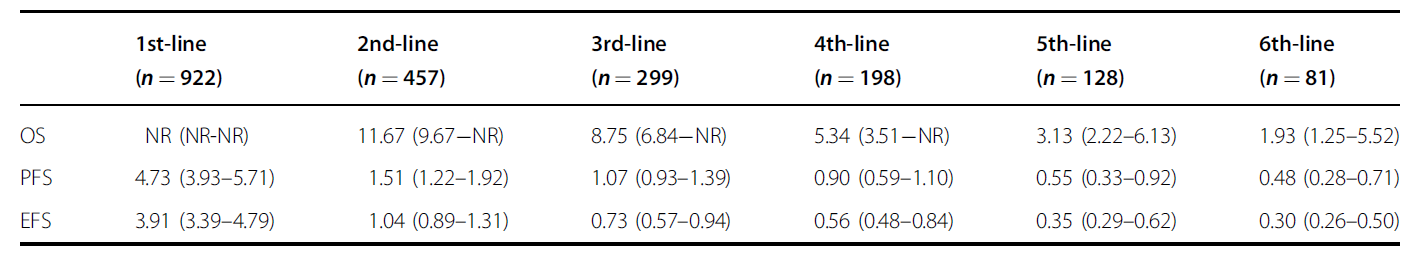 1st-line 2nd-line 3rd-line 4th-line 5th-line 6th-line
(n = 922) (n = 457) (n = 299) (n = 198) (n = 128) (n = 81)
OS NR (NR-NR) 11.67 (9.67−NR) 8.75 (6.84−NR) 5.34 (3.51−NR) 3.13 (2.22–6.13) 1.93 (1.25–5.52)
PFS 4.73 (3.93–5.71) 1.51 (1.22–1.92) 1.07 (0.93–1.39) 0.90 (0.59–1.10) 0.55 (0.33–0.92) 0.48 (0.28–0.71)
EFS 3.91 (3.39–4.79) 1.04 (0.89–1.31) 0.73 (0.57–0.94) 0.56 (0.48–0.84) 0.35 (0.29–0.62) 0.30 (0.26–0.50)